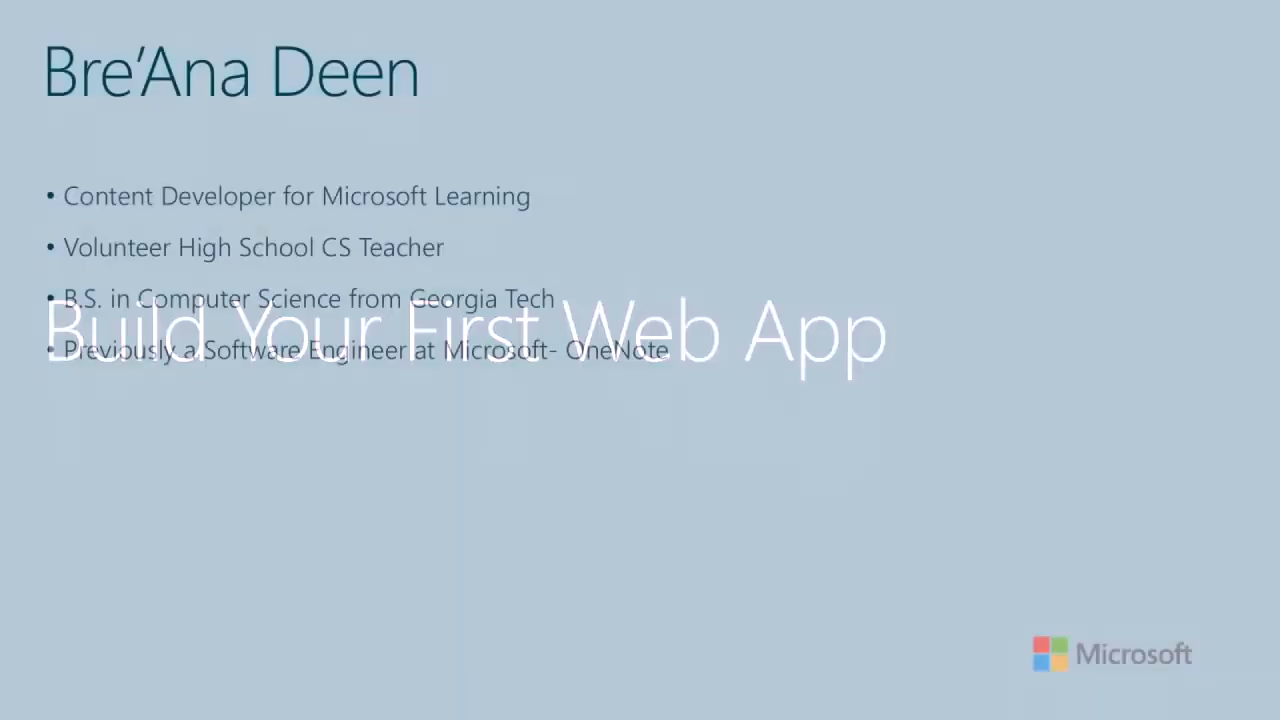 Bre’Ana Deen
• Content Developer for Microsoft Learning
• Volunteer High School CS Teacher
• B.S. in Computer Science from Georgia Tech
Build Your First Web App
• Previously a Software Engineer at Microsoft- OneNote
Microsoft